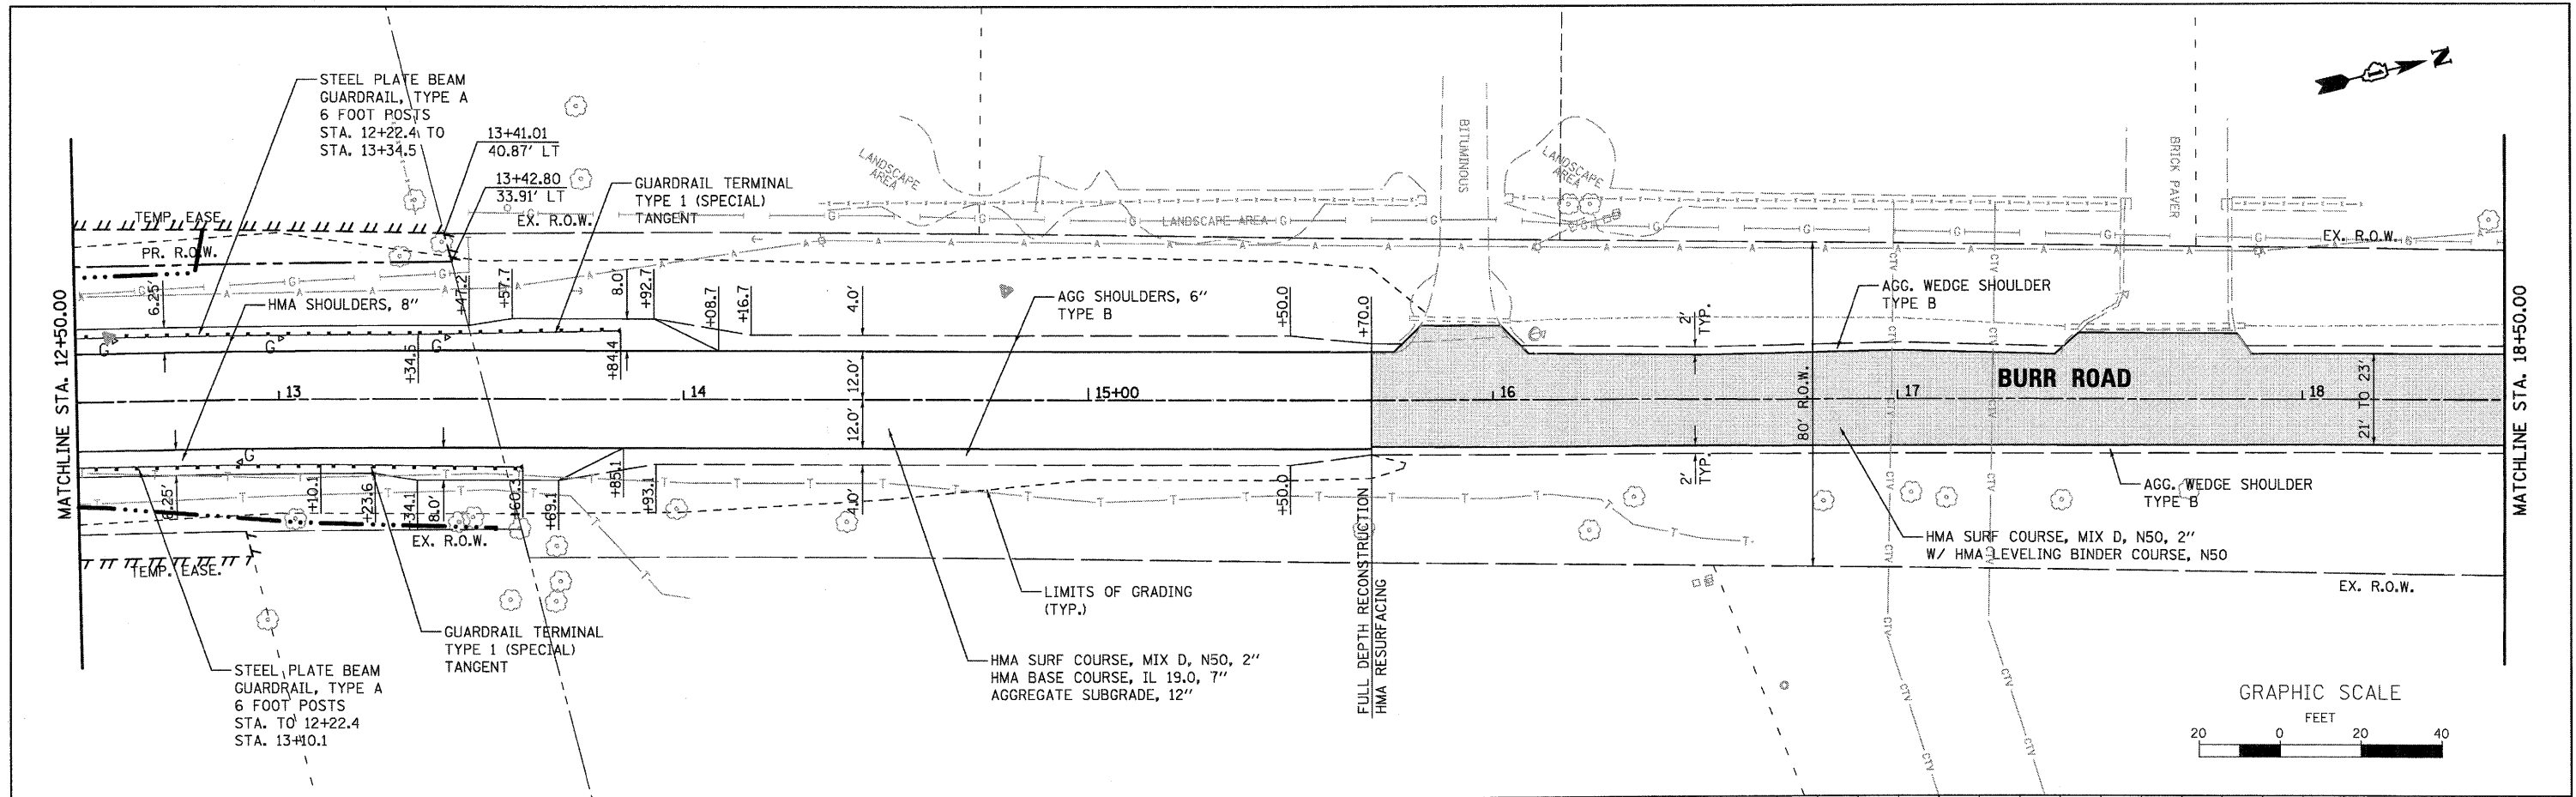 N
STEEL PLATE BEAM
GUARDRAIL, TYPE A
6 FOOT POSTS
STA. 12+22.4 TO
STA. 13+34.5
13+41.01
40.87' LT
13+42.80
33.91' LT
GUARDRAIL TERMINAL
TYPE 1 (SPECIAL)
TANGENT
LANDSCAPE
AREA
BITUMINOUS
LANDSCAPE
AREA
BRICK PAVER
TEMP. EASE.
EX. R.O.W.
LANDSCAPE AREA
EX. R.O.W.
PR. R.O.W.
6.25'
HMA SHOULDERS, 8"
+47.2
+57.7
8.0'
+92.7
+08.7
+16.7
4.0'
AGG SHOULDERS, 6"
TYPE B
+50.0
+70.0
2'
TYP.
AGG. WEDGE SHOULDER
TYPE B
+34.5
+84.4
MATCHLINE STA. 12+50.00
MATCHLINE STA. 18+50.00
13
14
15+00
16
17
18
12.0'
12.0'
80' R.O.W.
BURR ROAD
21' TO 23'
6.25'
+10.1
+23.6
+34.1
8.0'
+60.3
+69.1
+85.1
+93.1
4.0'
+50.0
2'
TYP.
AGG. WEDGE SHOULDER
TYPE B
EX. R.O.W.
TEMP. EASE.
HMA SURF COURSE, MIX D, N50, 2"
W/ HMA LEVELING BINDER COURSE, N50
LIMITS OF GRADING
(TYP.)
EX. R.O.W.
FULL DEPTH RECONSTRUCTION
HMA RESURFACING
GUARDRAIL TERMINAL
TYPE 1 (SPECIAL)
TANGENT
STEEL PLATE BEAM
GUARDRAIL, TYPE A
6 FOOT POSTS
STA. TO 12+22.4
STA. 13+10.1
HMA SURF COURSE, MIX D, N50, 2"
HMA BASE COURSE, IL 19.0, 7"
AGGREGATE SUBGRADE, 12"
GRAPHIC SCALE
FEET
20 0 20 40